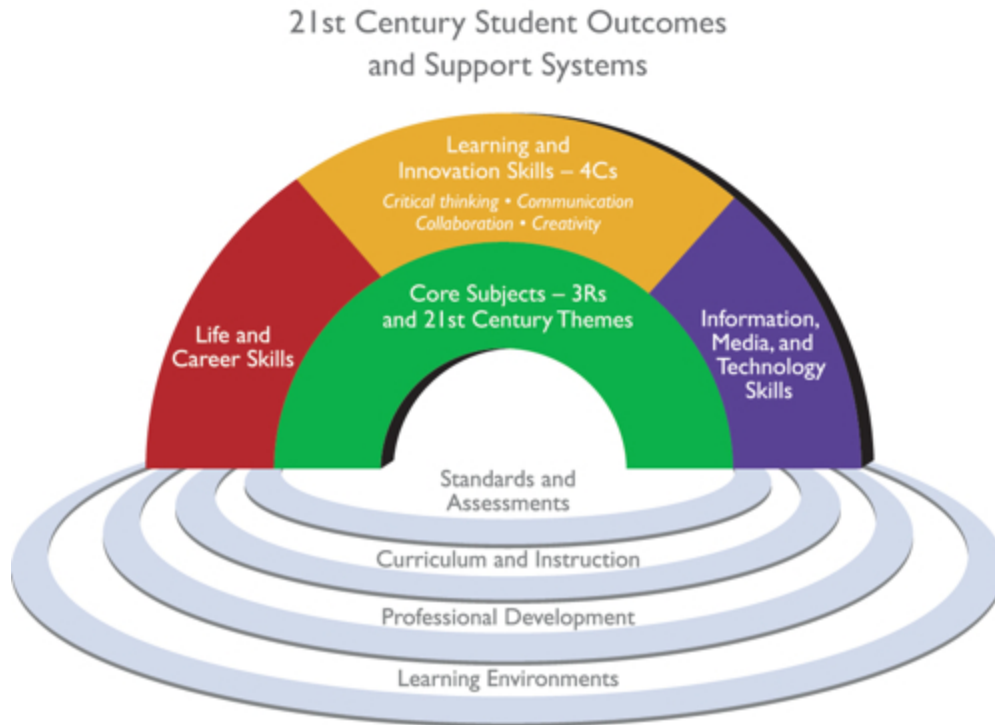 21st Century Student Outcomes
and Support Systems
Learning and
Innovation Skills – 4Cs
Critical thinking • Communication
Collaboration • Creativity
Core Subjects – 3Rs
and 21st Century Themes
Life and
Career Skills
Information,
Media, and
Technology
Skills
Standards and
Assessments
Curriculum and Instruction
Professional Development
Learning Environments